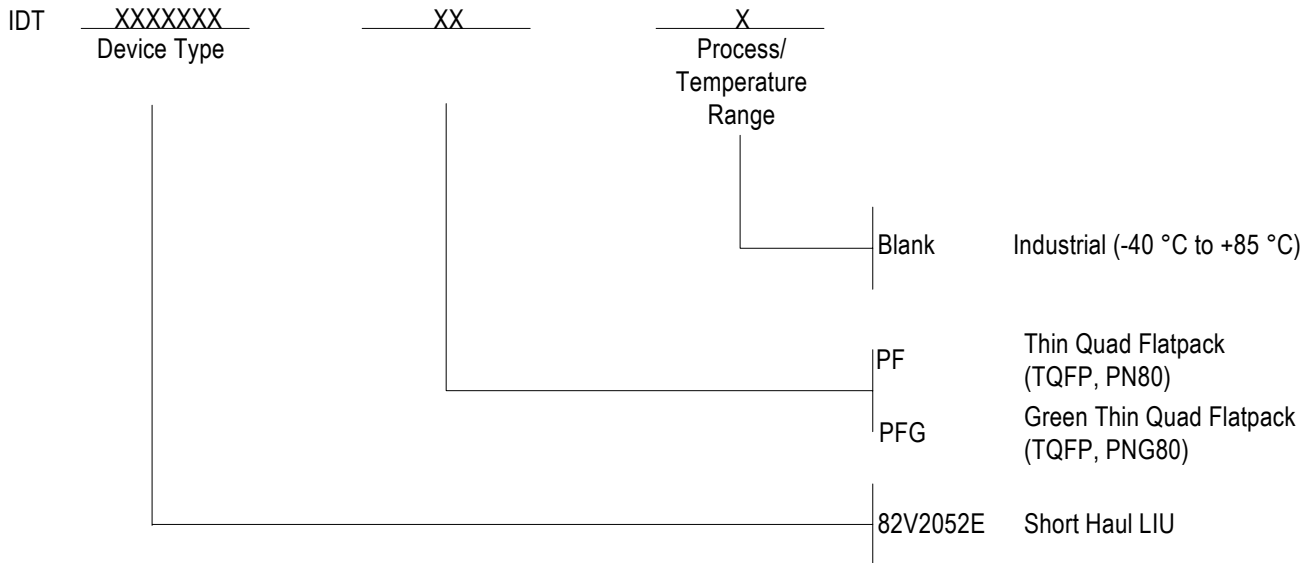 IDT XXXXXXX XX X
Device Type
Process/
Temperature
Range
Blank Industrial (-40 °C to +85 °C)
PF Thin Quad Flatpack
(TQFP, PN80)
PFG Green Thin Quad Flatpack
(TQFP, PNG80)
82V2052E Short Haul LIU